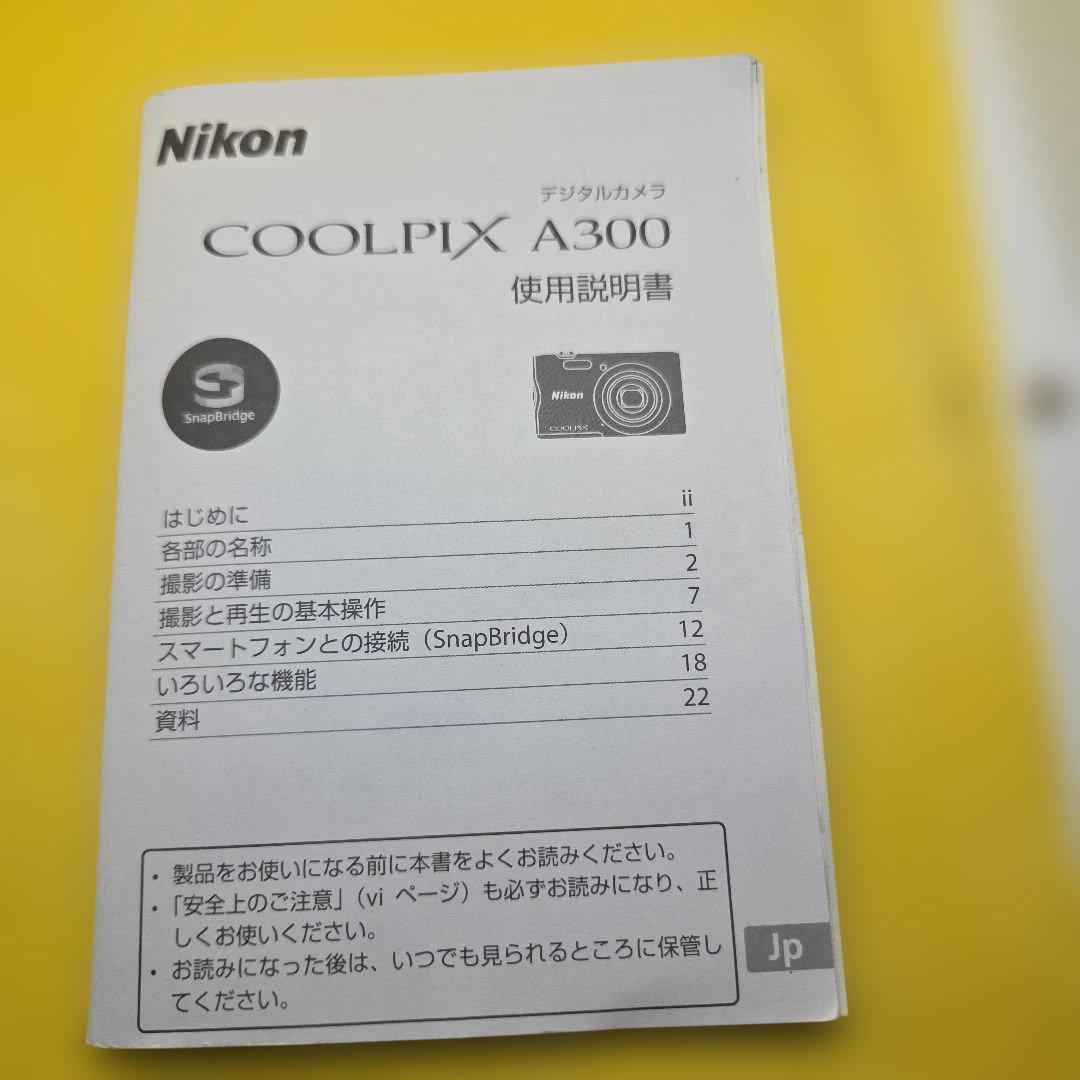 Nikon
デジタルカメラ
COOLPIX A300
使用説明書
SnapBridge
Nikon
COOLPIX
はじめに ii
各部の名称 1
撮影の準備 2
撮影と再生の基本操作 7
スマートフォンとの接続（SnapBridge） 12
いろいろな機能 18
資料 22
・ 製品をお使いになる前に本書をよくお読みください。
・ 「安全上のご注意」（vi ページ）も必ずお読みになり、正
しくお使いください。
・ お読みになった後は、いつでも見られるところに保管し
てください。
Jp